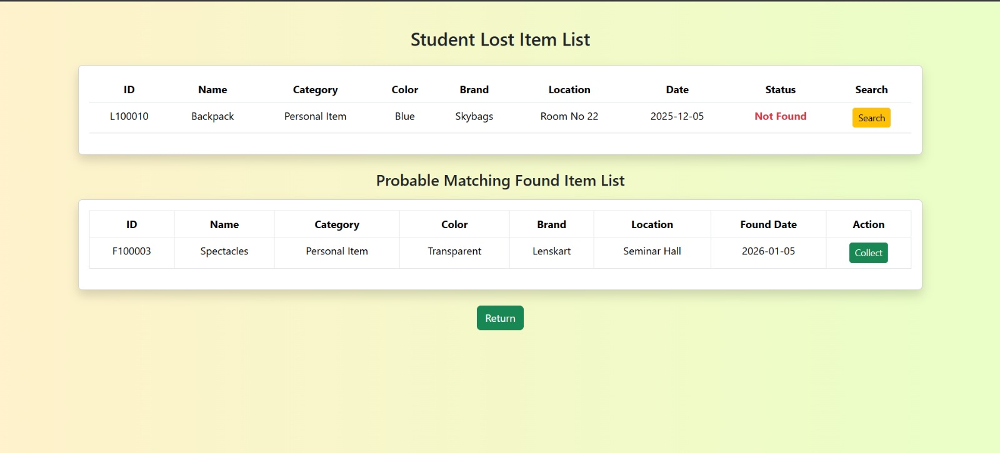 Student Lost Item List
ID Name Category Color Brand Location Date Status Search
L100010 Backpack Personal Item Blue Skybags Room No 22 2025-12-05 Not Found Search
Probable Matching Found Item List
ID Name Category Color Brand Location Found Date Action
F100003 Spectacles Personal Item Transparent Lenskart Seminar Hall 2026-01-05 Collect
Return